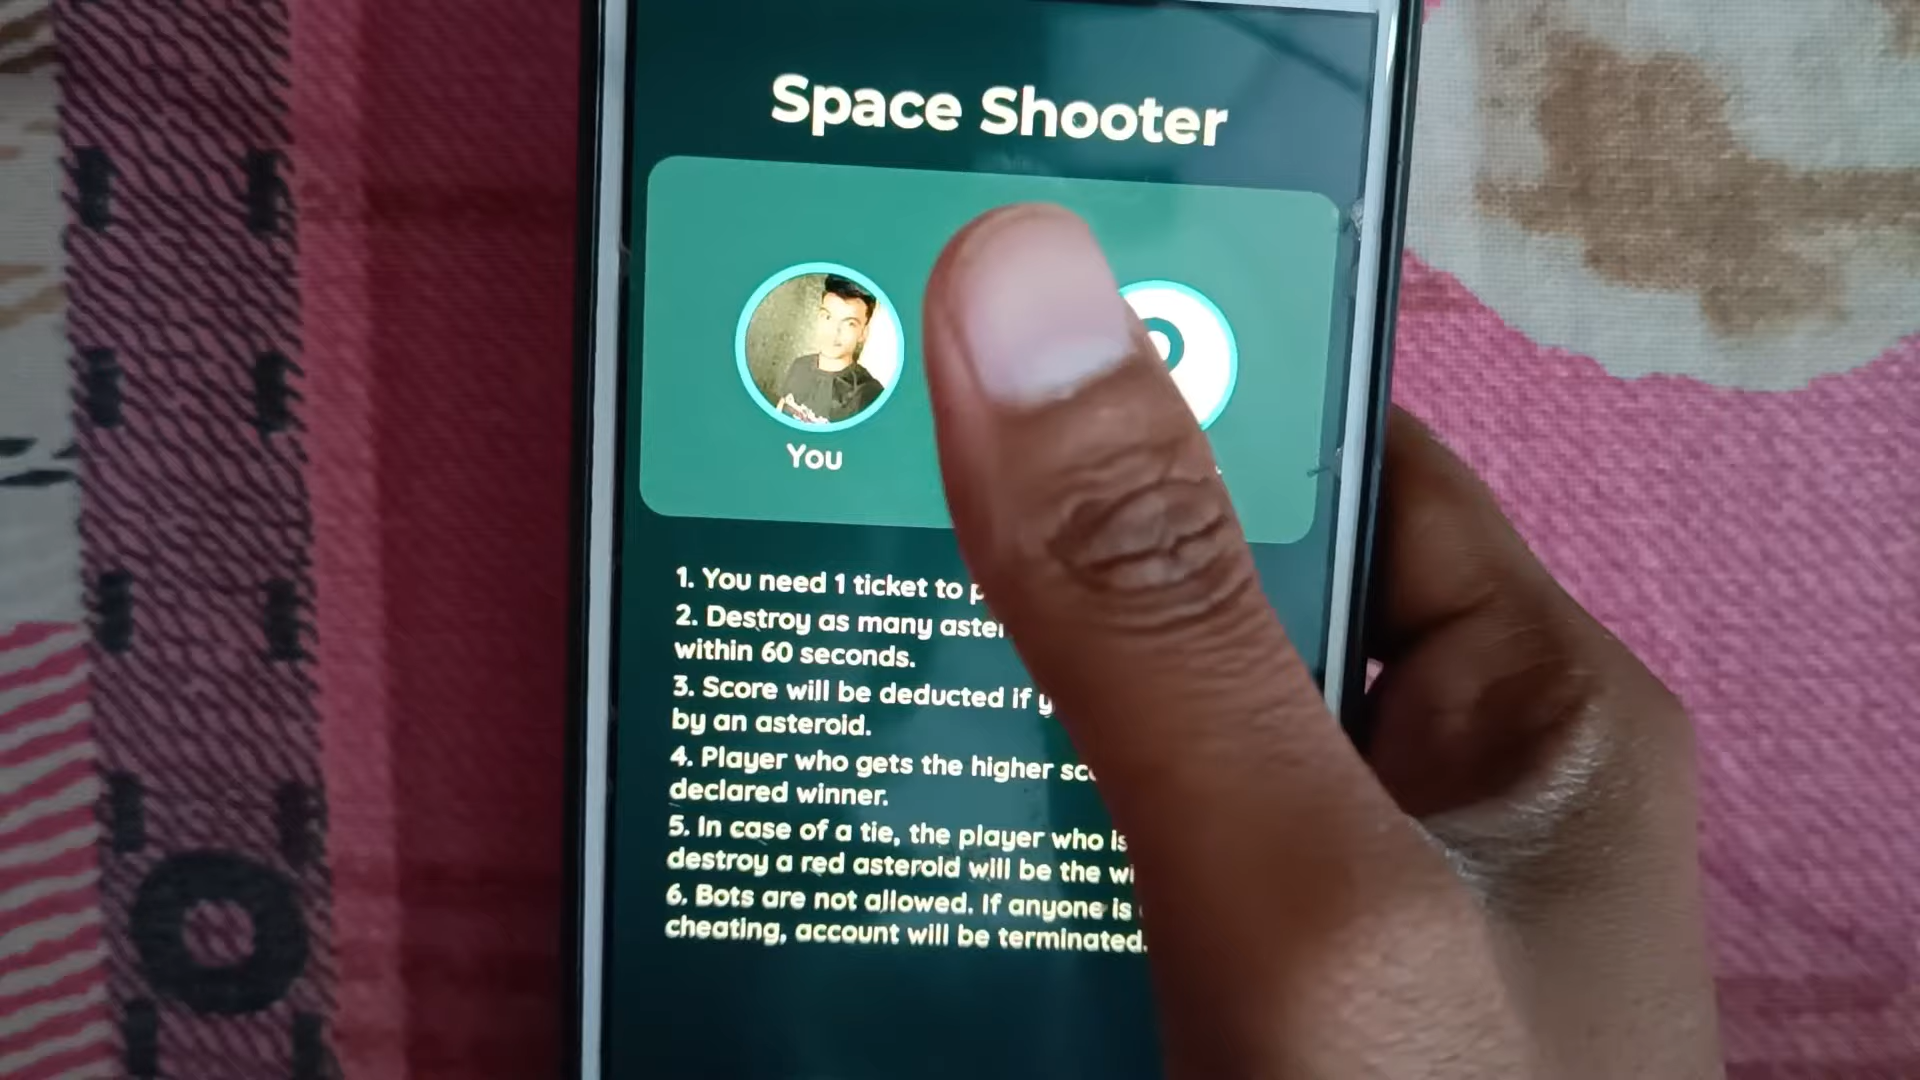 Space Shooter
You
1. You need 1 ticket to
2. Destroy as many
within 60 seconds.
3. Score will be deducted if
by an asteroid.
4. Player who gets the higher
declared winner.
5. In case of a tie, the player who
destroy a red asteroid will be the
6. Bots are not allowed. If anyone is
cheating, account will be terminated.